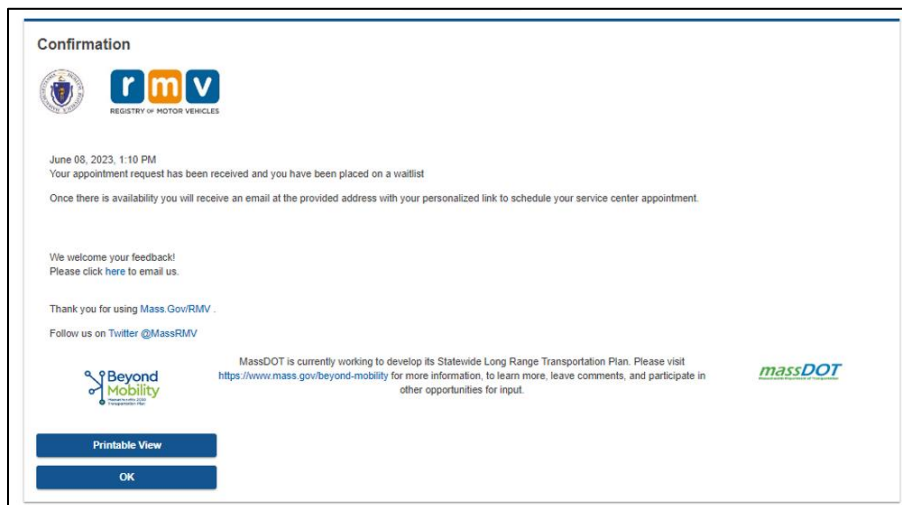 Confirmation
rmv
REGISTRY OF MOTOR VEHICLES
June 08, 2023, 1:10 PM
Your appointment request has been received and you have been placed on a waitlist
Once there is availability you will receive an email at the provided address with your personalized link to schedule your service center appointment.
We welcome your feedback!
Please click here to email us.
Thank you for using Mass.Gov/RMV .
Follow us on Twitter @MassRMV
Beyond
Mobility
MassDOT is currently working to develop its Statewide Long Range Transportation Plan. Please visit
https://www.mass.gov/beyond-mobility for more information, to learn more, leave comments, and participate in
other opportunities for input.
massDOT
Printable View
OK